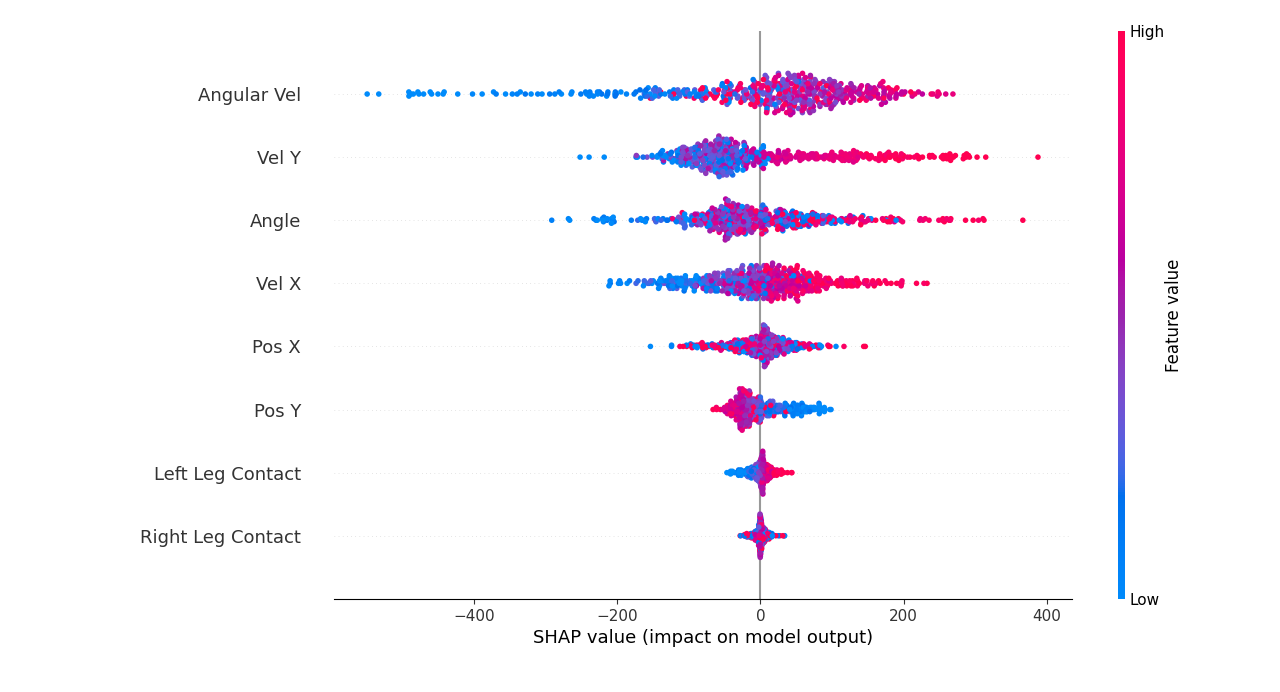 High
Angular Vel
Vel Y
Angle
Vel X
Pos X
Pos Y
Left Leg Contact
Right Leg Contact
Feature value
Low
−400
−200
0
200
400
SHAP value (impact on model output)